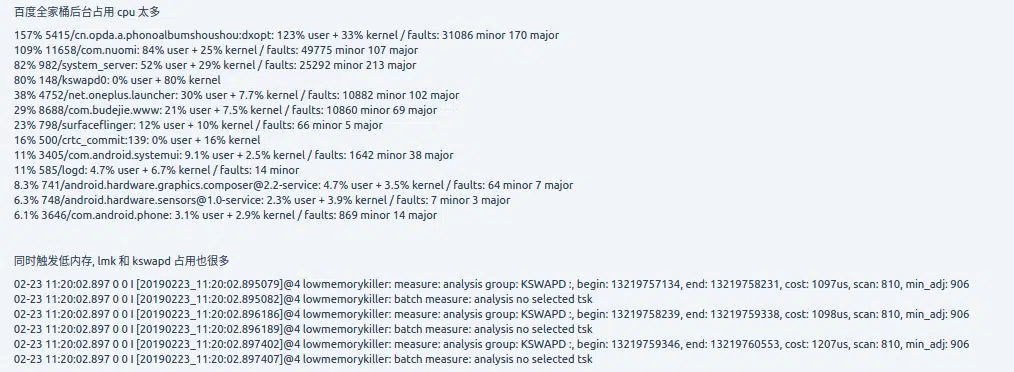 百度全家桶后台占用 cpu 太多
157% 5415/cn.opda.a.phonoalbumshoushou:dxopt: 123% user + 33% kernel / faults: 31086 minor 170 major
109% 11658/com.nuomi: 84% user + 25% kernel / faults: 49775 minor 107 major
82% 982/system_server: 52% user + 29% kernel / faults: 25292 minor 213 major
80% 148/kswapd0: 0% user + 80% kernel
38% 4752/net.oneplus.launcher: 30% user + 7.7% kernel / faults: 10882 minor 102 major
29% 8688/com.budejie.www: 21% user + 7.5% kernel / faults: 10860 minor 69 major
23% 798/surfaceflinger: 12% user + 10% kernel / faults: 66 minor 5 major
16% 500/crtc_commit:139: 0% user + 16% kernel
11% 3405/com.android.systemui: 9.1% user + 2.5% kernel / faults: 1642 minor 38 major
11% 585/logd: 4.7% user + 6.7% kernel / faults: 14 minor
8.3% 741/android.hardware.graphics.composer@2.2-service: 4.7% user + 3.5% kernel / faults: 64 minor 7 major
6.3% 748/android.hardware.sensors@1.0-service: 2.3% user + 3.9% kernel / faults: 7 minor 3 major
6.1% 3646/com.android.phone: 3.1% user + 2.9% kernel / faults: 869 minor 14 major
同时触发低内存, lmk 和 kswapd 占用也很多
02-23 11:20:02.897 0 0 I [20190223_11:20:02.895079]@4 lowmemorykiller: measure: analysis group: KSWAPD :, begin: 13219757134, end: 13219758231, cost: 1097us, scan: 810, min_adj: 906
02-23 11:20:02.897 0 0 I [20190223_11:20:02.895082]@4 lowmemorykiller: batch measure: analysis no selected tsk
02-23 11:20:02.897 0 0 I [20190223_11:20:02.896186]@4 lowmemorykiller: measure: analysis group: KSWAPD :, begin: 13219758239, end: 13219759338, cost: 1098us, scan: 810, min_adj: 906
02-23 11:20:02.897 0 0 I [20190223_11:20:02.896189]@4 lowmemorykiller: batch measure: analysis no selected tsk
02-23 11:20:02.897 0 0 I [20190223_11:20:02.897402]@4 lowmemorykiller: measure: analysis group: KSWAPD :, begin: 13219759346, end: 13219760553, cost: 1207us, scan: 810, min_adj: 906
02-23 11:20:02.897 0 0 I [20190223_11:20:02.897407]@4 lowmemorykiller: batch measure: analysis no selected tsk